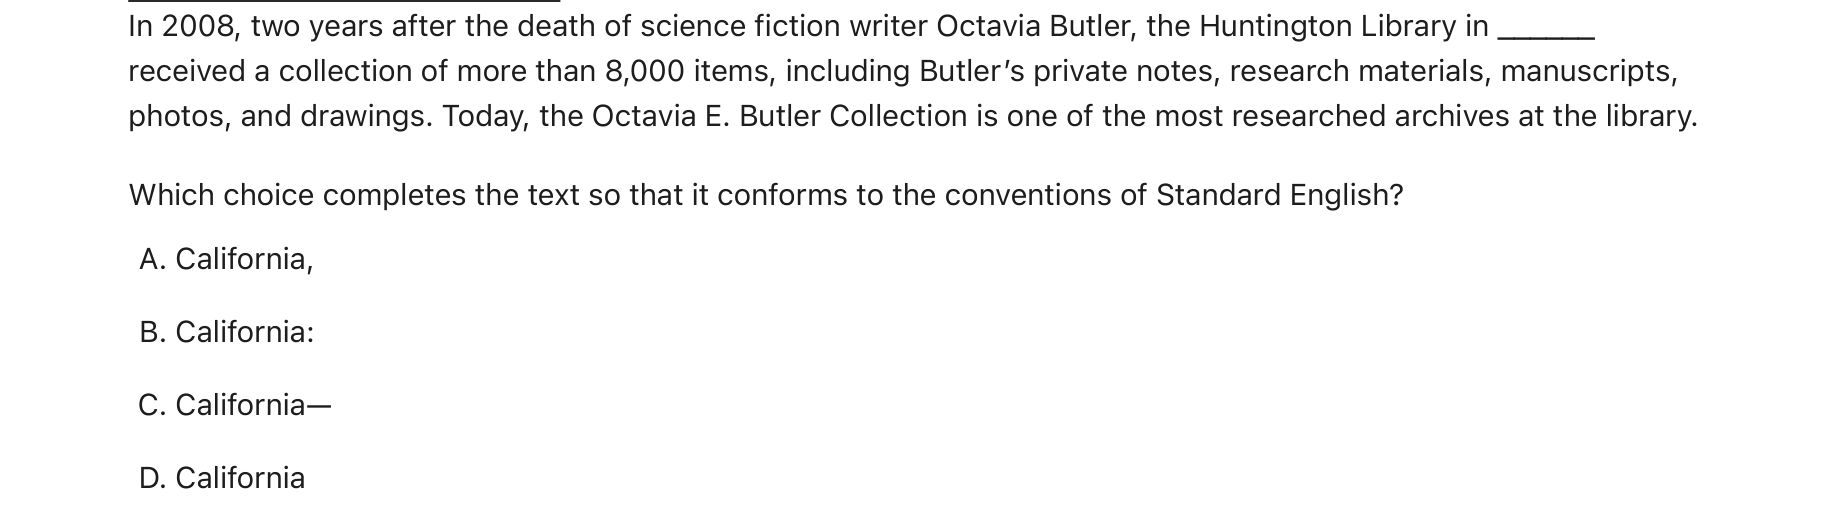 In 2008, two years after the death of science fiction writer Octavia Butler, the Huntington Library in ______
received a collection of more than 8,000 items, including Butler’s private notes, research materials, manuscripts,
photos, and drawings. Today, the Octavia E. Butler Collection is one of the most researched archives at the library.
Which choice completes the text so that it conforms to the conventions of Standard English?
A. California,
B. California:
C. California—
D. California